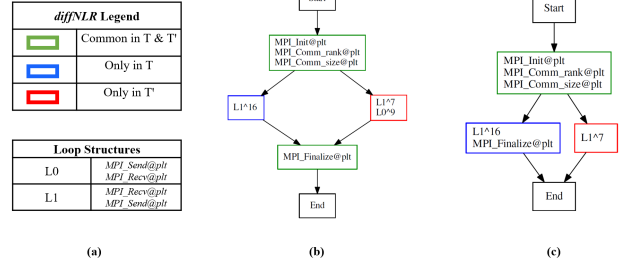 diffNLR Legend
Common in T & T'
Only in T
Only in T'
Loop Structures
L0
MPI_Send@plt
MPI_Recv@plt
L1
MPI_Recv@plt
MPI_Send@plt
(a)
Start
MPI_Init@plt
MPI_Comm_rank@plt
MPI_Comm_size@plt
L1^16
L1^7
L0^9
MPI_Finalize@plt
End
(b)
Start
MPI_Init@plt
MPI_Comm_rank@plt
MPI_Comm_size@plt
L1^16
MPI_Finalize@plt
L1^7
End
(c)